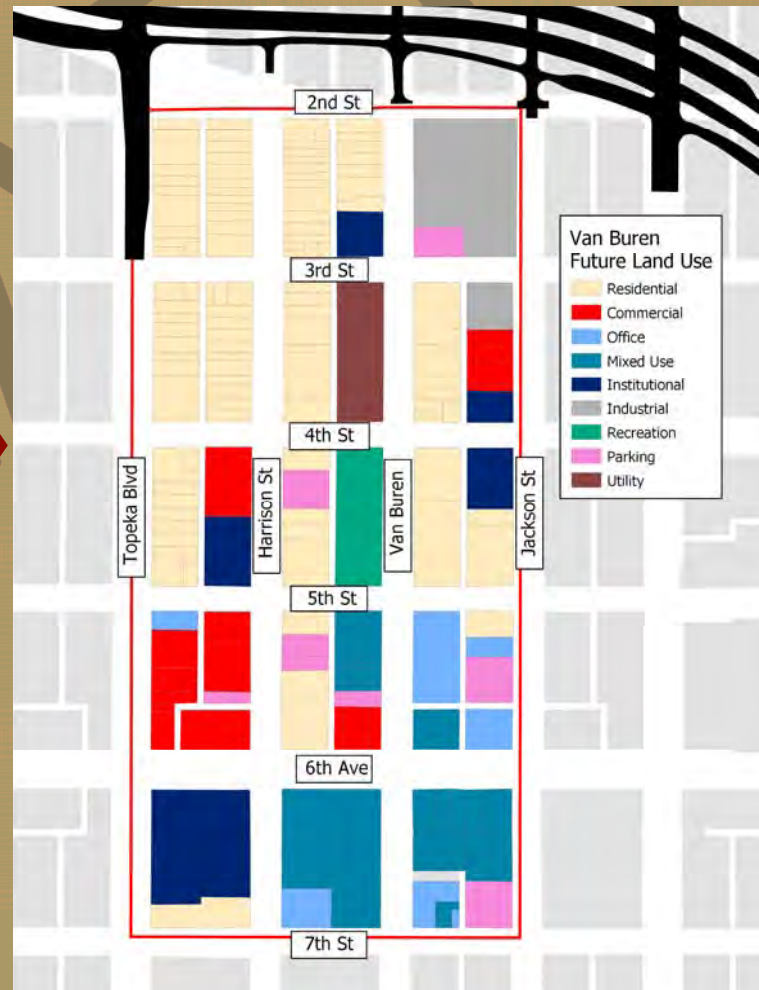 2nd St
3rd St
Van Buren
Future Land Use
Residential
Commercial
Office
Mixed Use
Institutional
Industrial
Recreation
Parking
Utility
4th St
Topeka Blvd
Harrison St
Van Buren
Jackson St
5th St
6th Ave
7th St